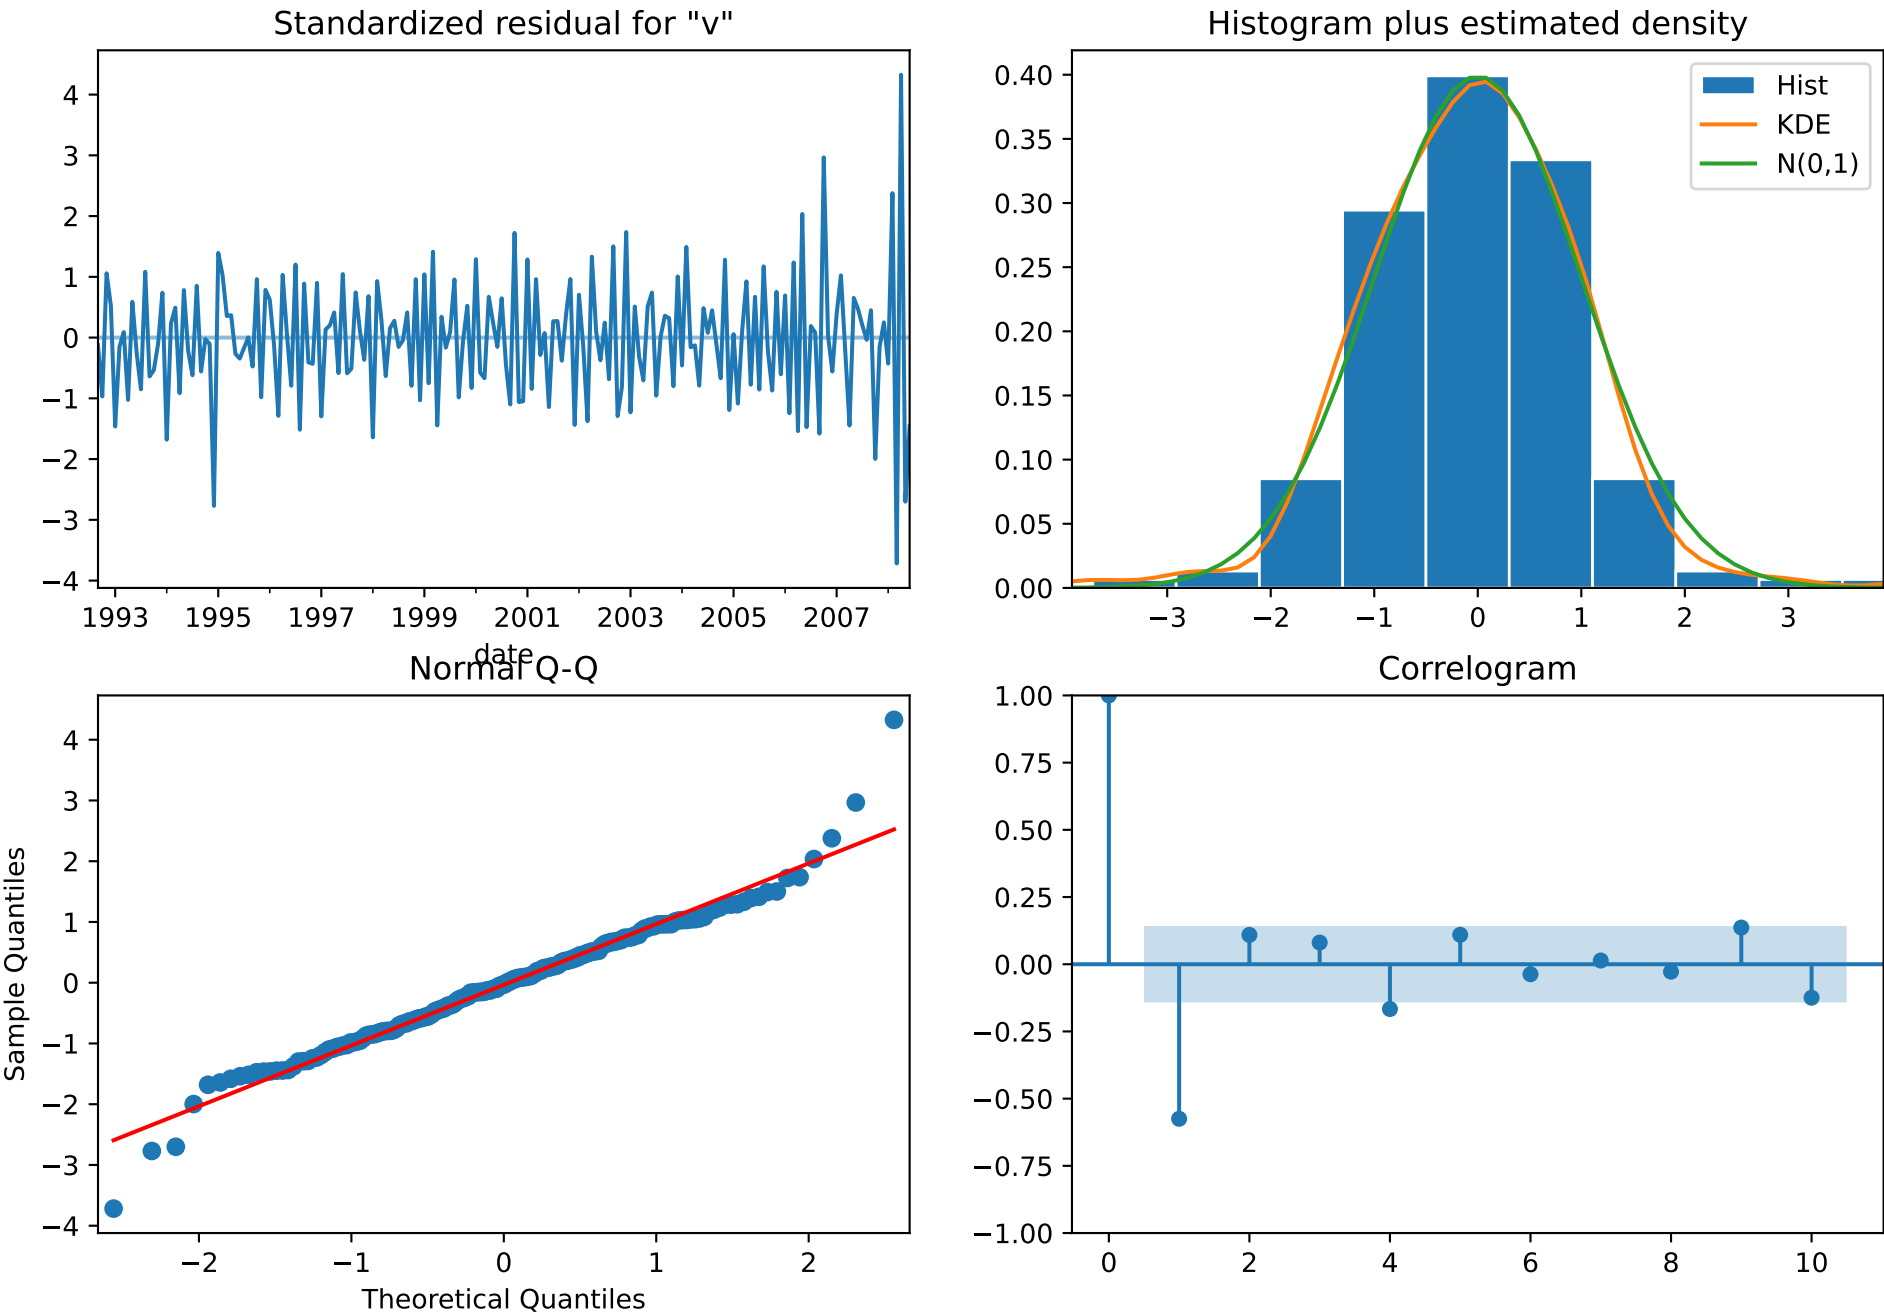 Standardized residual for "v"
4
3
2
1
0
−1
−2
−3
−4
1993 1995 1997 1999 2001 2003 2005 2007
date
Histogram plus estimated density
0.40
0.35
0.30
0.25
0.20
0.15
0.10
0.05
0.00
Hist
KDE
N(0,1)
−3 −2 −1 0 1 2 3
Normal Q-Q
Sample Quantiles
4
3
2
1
0
−1
−2
−3
−4
−2 −1 0 1 2
Theoretical Quantiles
Correlogram
1.00
0.75
0.50
0.25
0.00
−0.25
−0.50
−0.75
−1.00
0 2 4 6 8 10